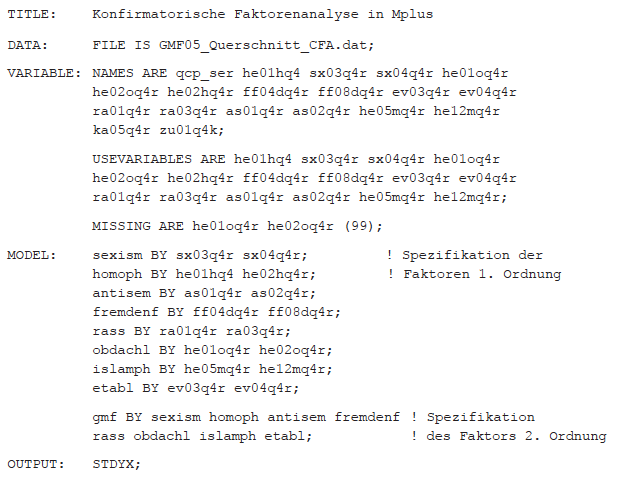 TITLE: Konfirmatorische Faktorenanalyse in Mplus
DATA: FILE IS GMF05_Querschnitt_CFA.dat;
VARIABLE: NAMES ARE qcp_ser he01hq4 sx03q4r sx04q4r he01oq4r
he02oq4r he02hq4r ff04dq4r ff08dq4r ev03q4r ev04q4r
ra01q4r ra03q4r as01q4r as02q4r he05mq4r he12mq4r
ka05q4r zu01q4k;
USEVARIABLES ARE he01hq4 sx03q4r sx04q4r he01oq4r
he02oq4r he02hq4r ff04dq4r ff08dq4r ev03q4r ev04q4r
ra01q4r ra03q4r as01q4r as02q4r he05mq4r he12mq4r;
MISSING ARE he01oq4r he02oq4r (99);
MODEL: sexism BY sx03q4r sx04q4r; ! Spezifikation der
homoph BY he01hq4 he02hq4r; ! Faktoren 1. Ordnung
antisem BY as01q4r as02q4r;
fremdenf BY ff04dq4r ff08dq4r;
rass BY ra01q4r ra03q4r;
obdachl BY he01oq4r he02oq4r;
islamph BY he05mq4r he12mq4r;
etabl BY ev03q4r ev04q4r;
gmf BY sexism homoph antisem fremdenf ! Spezifikation
rass obdachl islamph etabl; ! des Faktors 2. Ordnung
OUTPUT: STDYX;